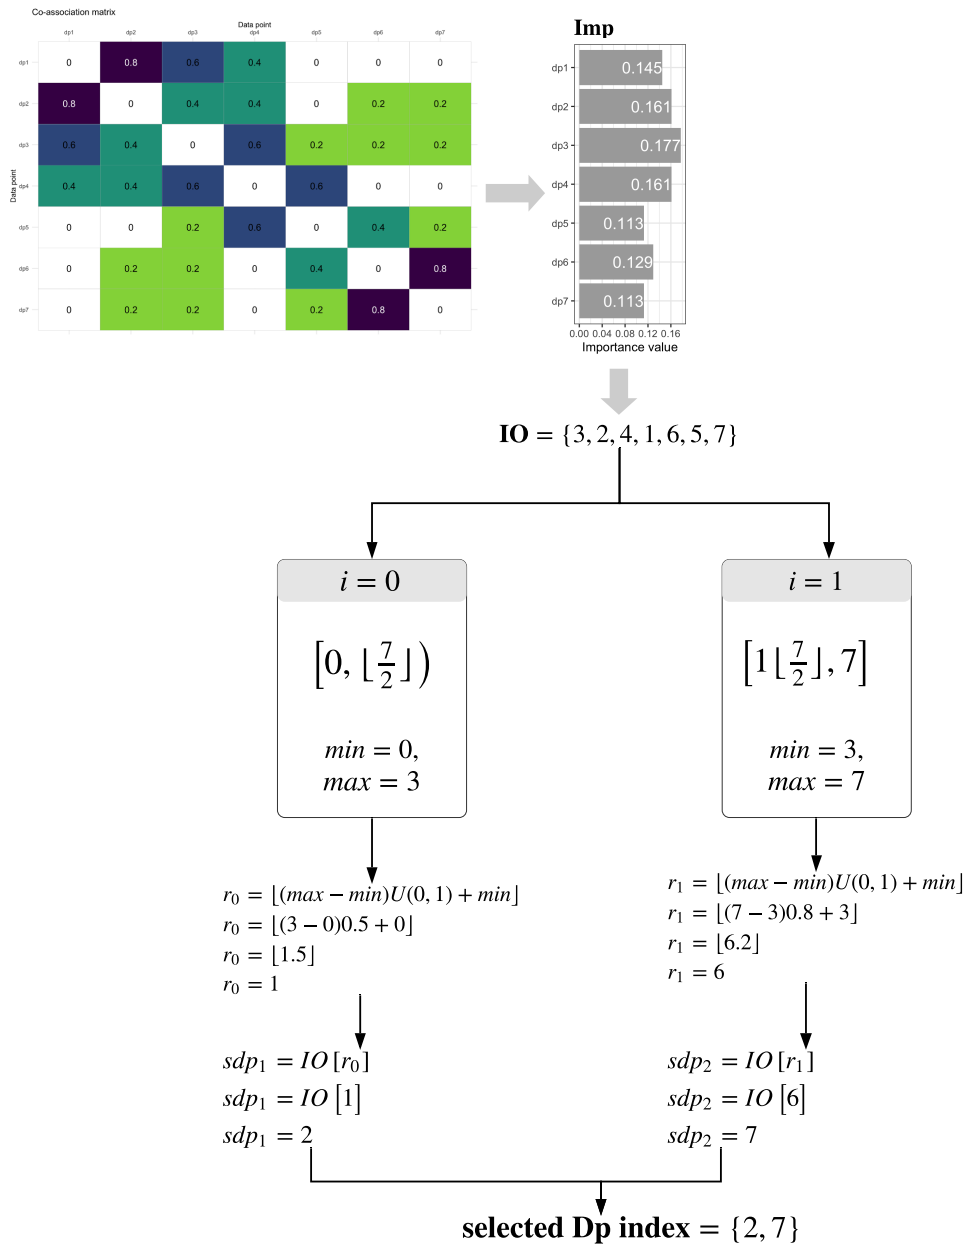 Co-association matrix
Data point
dp1 dp2 dp3 dp4 dp5 dp6 dp7
Data point
dp1 0 0.8 0.6 0.4 0 0 0
dp2 0.8 0 0.4 0.4 0 0.2 0.2
dp3 0.6 0.4 0 0.6 0.2 0.2 0.2
dp4 0.4 0.4 0.6 0 0.6 0 0
dp5 0 0 0.2 0.6 0 0.4 0.2
dp6 0 0.2 0.2 0 0.4 0 0.8
dp7 0 0.2 0.2 0 0.2 0.8 0
Imp
dp1 0.145
dp2 0.161
dp3 0.177
dp4 0.161
dp5 0.113
dp6 0.129
dp7 0.113
0.00 0.04 0.08 0.12 0.16
Importance value
IO = {3, 2, 4, 1, 6, 5, 7}
i = 0
[0, ⌊7/2⌋)
min = 0,
max = 3
r₀ = ⌊(max − min)U(0, 1) + min⌋
r₀ = ⌊(3 − 0)0.5 + 0⌋
r₀ = ⌊1.5⌋
r₀ = 1
sdp₁ = IO [r₀]
sdp₁ = IO [1]
sdp₁ = 2
i = 1
[1⌊7/2⌋, 7]
min = 3,
max = 7
r₁ = ⌊(max − min)U(0, 1) + min⌋
r₁ = ⌊(7 − 3)0.8 + 3⌋
r₁ = ⌊6.2⌋
r₁ = 6
sdp₂ = IO [r₁]
sdp₂ = IO [6]
sdp₂ = 7
selected Dp index = {2, 7}